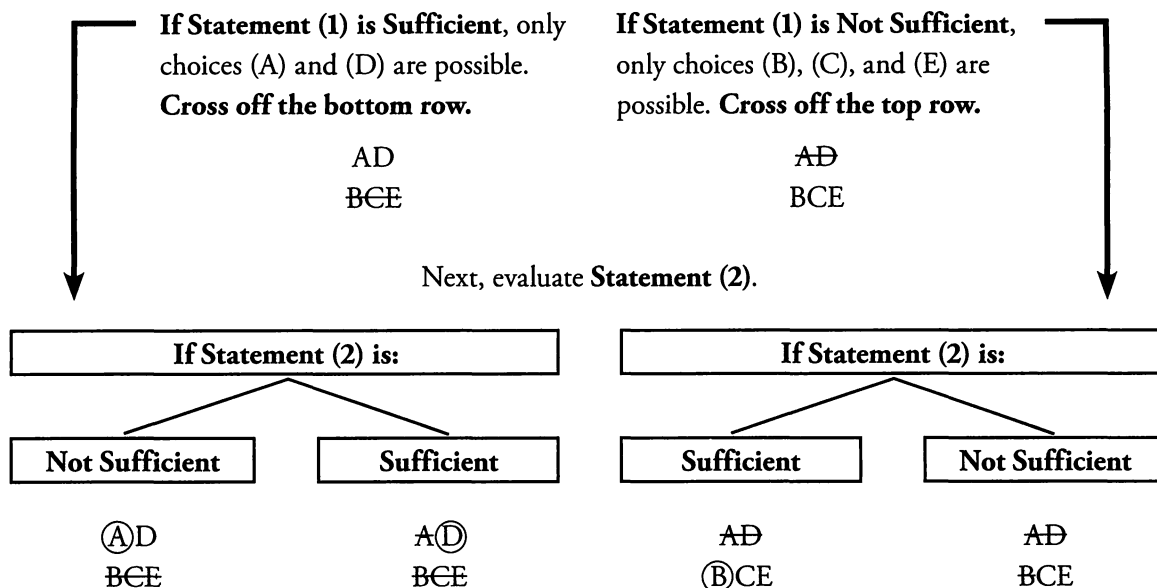 If Statement (1) is Sufficient, only
choices (A) and (D) are possible.
Cross off the bottom row.
AD
BCE
If Statement (1) is Not Sufficient,
only choices (B), (C), and (E) are
possible. Cross off the top row.
AD
BCE
Next, evaluate Statement (2).
If Statement (2) is:
Not Sufficient
AD
BCE
Sufficient
AD
BCE
If Statement (2) is:
Sufficient
AD
BCE
Not Sufficient
AD
BCE